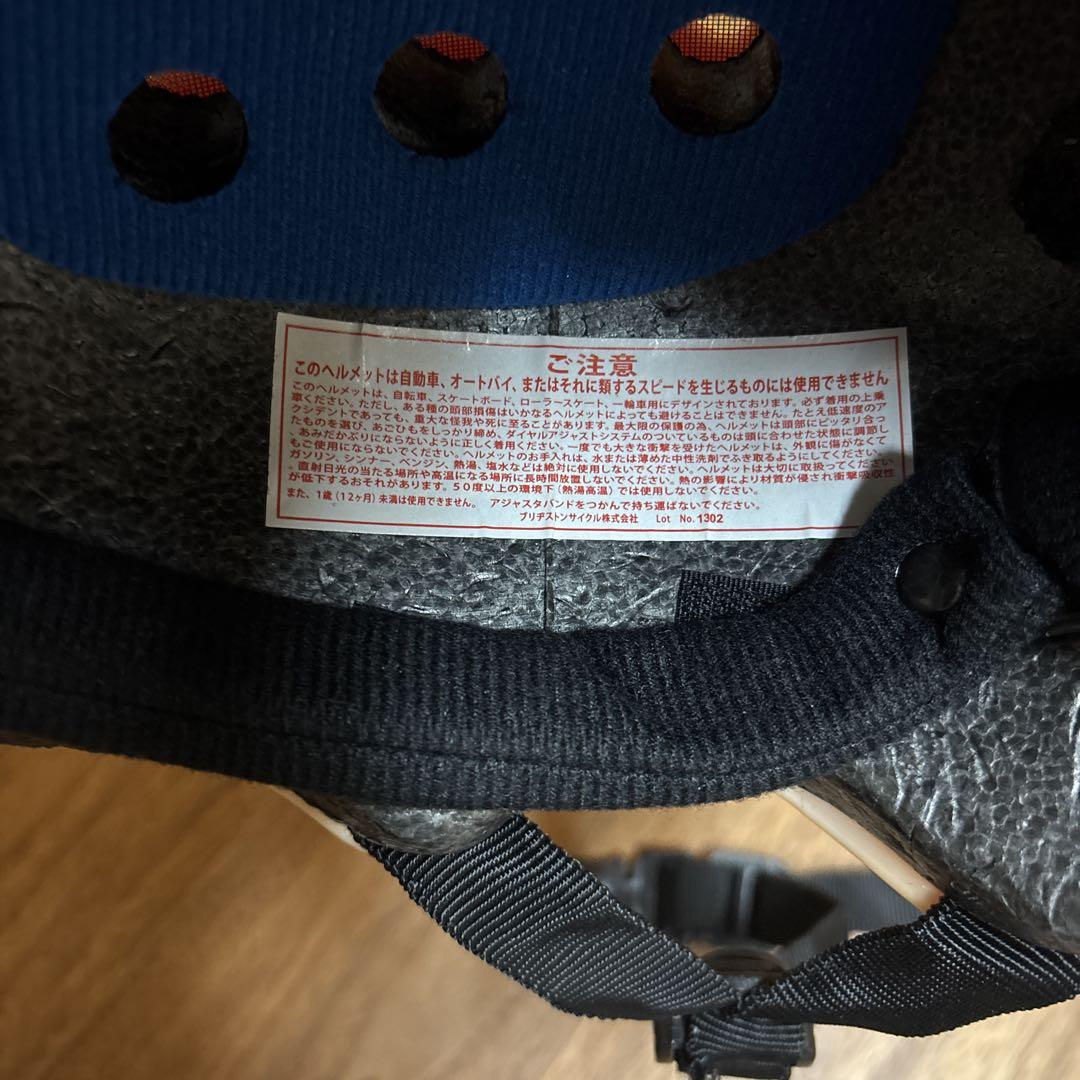 ご注意
このヘルメットは自動車、オートバイ、またはそれに類するスピードを生じるものには使用できません
このヘルメットは、自転車、スケートボード、ローラースケート、一輪車用にデザインされております。必ず着用の上乗
車ください。ただし、ある種の頭部損傷はいかなるヘルメットによっても避けることはできません。たとえ低速度のア
クシデントであっても、重大な怪我や死に至ることがあります。最大限の保護の為、ヘルメットは頭部にピッタリ合っ
たものを選び、あごひもをしっかり締め、ダイヤルアジャストシステムのついているものは頭に合わせた状態に調節し
、あみだかぶりにならないように正しく着用ください。一度でも大きな衝撃を受けたヘルメットは、外観に傷がなくて
もご使用にならないでください。ヘルメットのお手入れは、水または薄めた中性洗剤でふき取るようにしてください。
ガソリン、シンナー、ベンジン、熱湯、塩水などは絶対に使用しないでください。ヘルメットは大切に取扱ってください
。直射日光の当たる場所や高温になる場所に長時間放置しないでください。熱の影響により材質が侵され衝撃吸収性
が低下するおそれがあります。50度以上の環境下（熱湯高温）では使用しないでください。
また、1歳（12ヶ月）未満は使用できません。 アジャスタバンドをつかんで持ち運ばないでください。
ブリヂストンサイクル株式会社 Lot No.1302